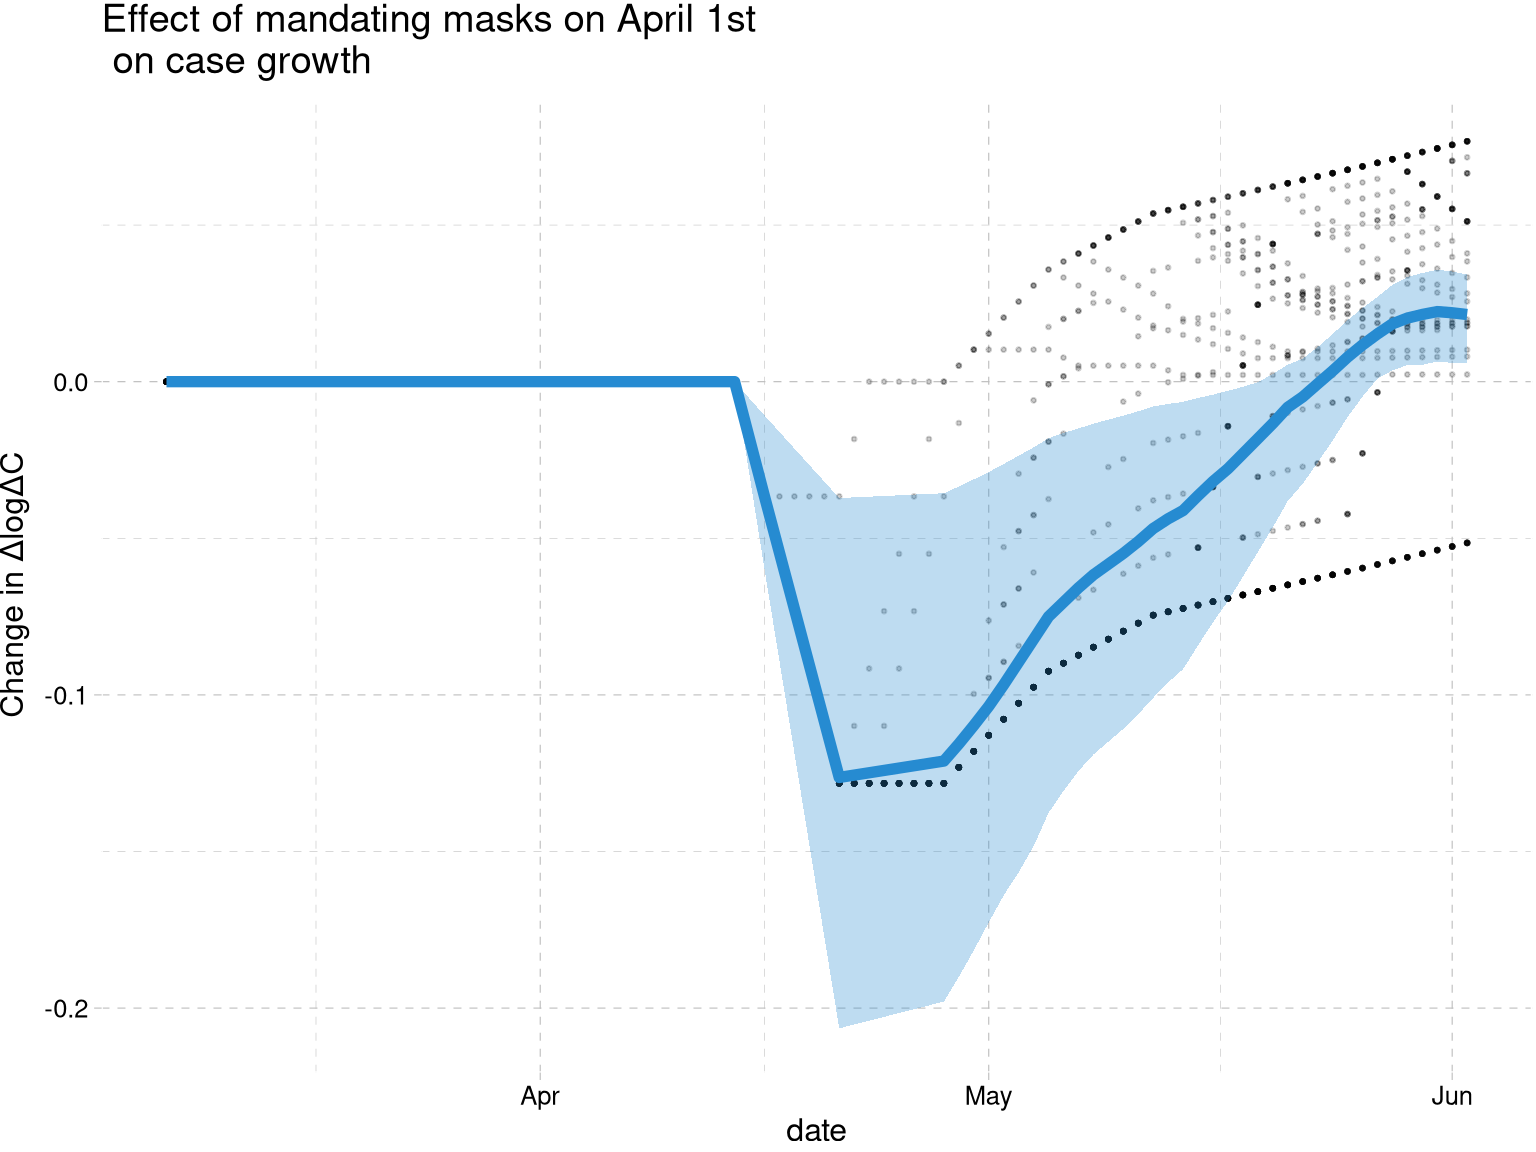 Effect of mandating masks on April 1st
on case growth
Change in ΔlogΔC
0.0
-0.1
-0.2
Apr
May
Jun
date